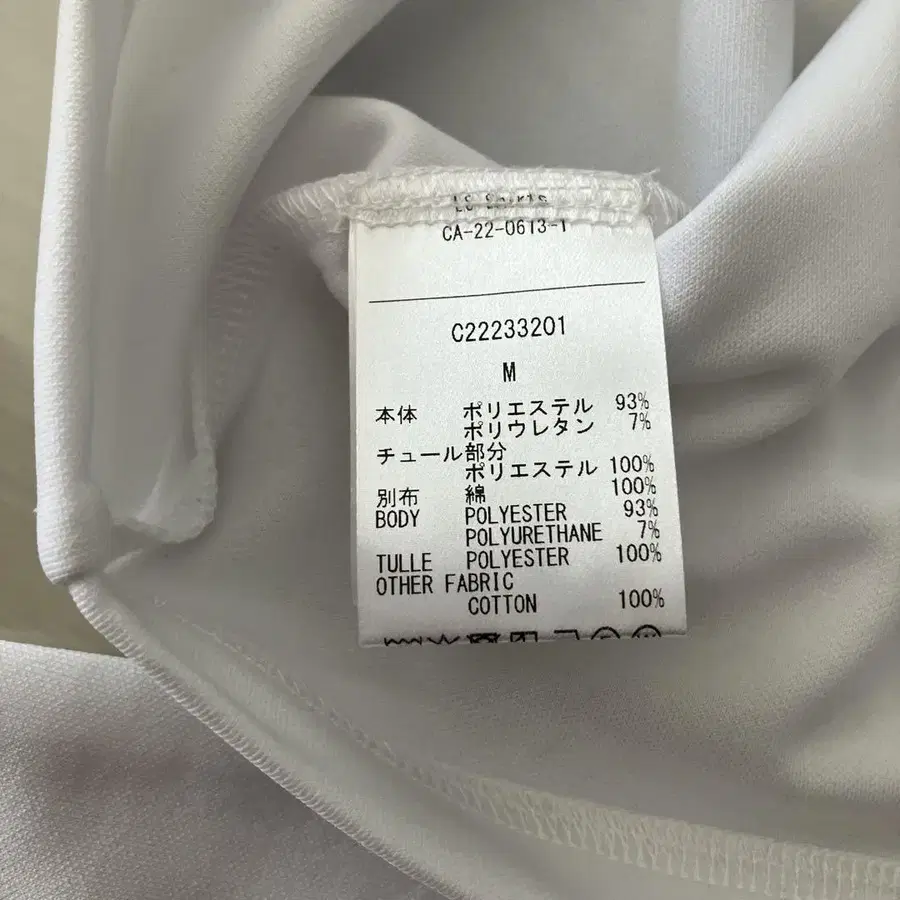 CA-22-0613-1
C22233201
M
本体 ポリエステル 93%
ポリウレタン 7%
チュール部分
ポリエステル 100%
別布 綿 100%
BODY POLYESTER 93%
POLYURETHANE 7%
TULLE POLYESTER 100%
OTHER FABRIC
COTTON 100%